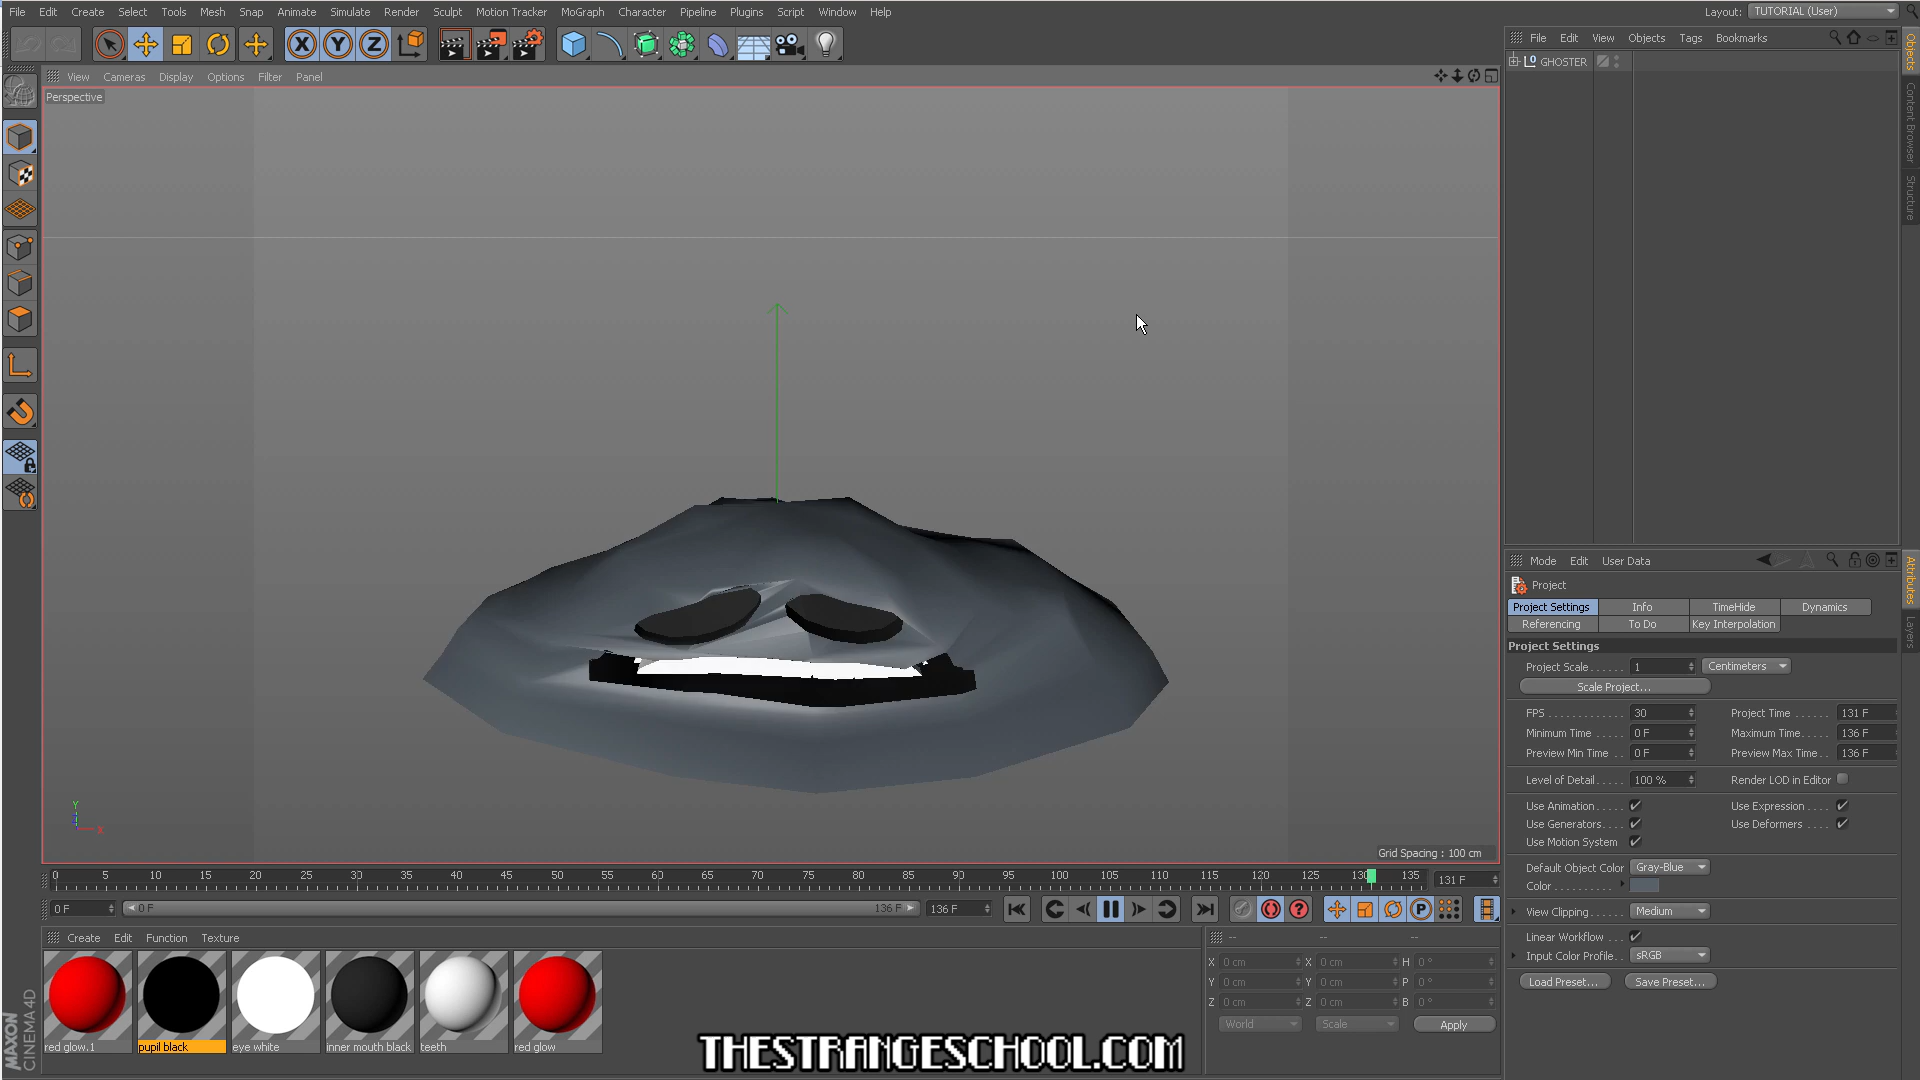 File Edit Create Select Tools Mesh Snap Animate Simulate Render Sculpt Motion Tracker MoGraph Character Pipeline Plugins Script Window Help
Layout: TUTORIAL (User)
X Y Z
File Edit View Objects Tags Bookmarks
GHOSTER
Objects
Content Browser
Structure
View Cameras Display Options Filter Panel
Perspective
Y
X
Grid Spacing : 100 cm
Mode Edit User Data
Project
Project Settings Info TimeHide Dynamics
Referencing To Do Key Interpolation
Project Settings
Project Scale 1 Centimeters
Scale Project...
FPS 30 Project Time 131 F
Minimum Time 0 F Maximum Time 136 F
Preview Min Time 0 F Preview Max Time 136 F
Level of Detail 100 % Render LOD in Editor
Use Animation Use Expression
Use Generators Use Deformers
Use Motion System
Default Object Color Gray-Blue
Color
View Clipping Medium
Linear Workflow
Input Color Profile sRGB
Load Preset... Save Preset...
Attributes
Layers
0 5 10 15 20 25 30 35 40 45 50 55 60 65 70 75 80 85 90 95 100 105 110 115 120 125 130 135
131 F
0 F 0 F 136 F 136 F
Create Edit Function Texture
red glow.1 pupil black eye white inner mouth black teeth red glow
-- -- --
X 0 cm X 0 cm H 0 °
Y 0 cm Y 0 cm P 0 °
Z 0 cm Z 0 cm B 0 °
World Scale Apply
MAXON
CINEMA 4D
THESTRANGESCHOOL.COM